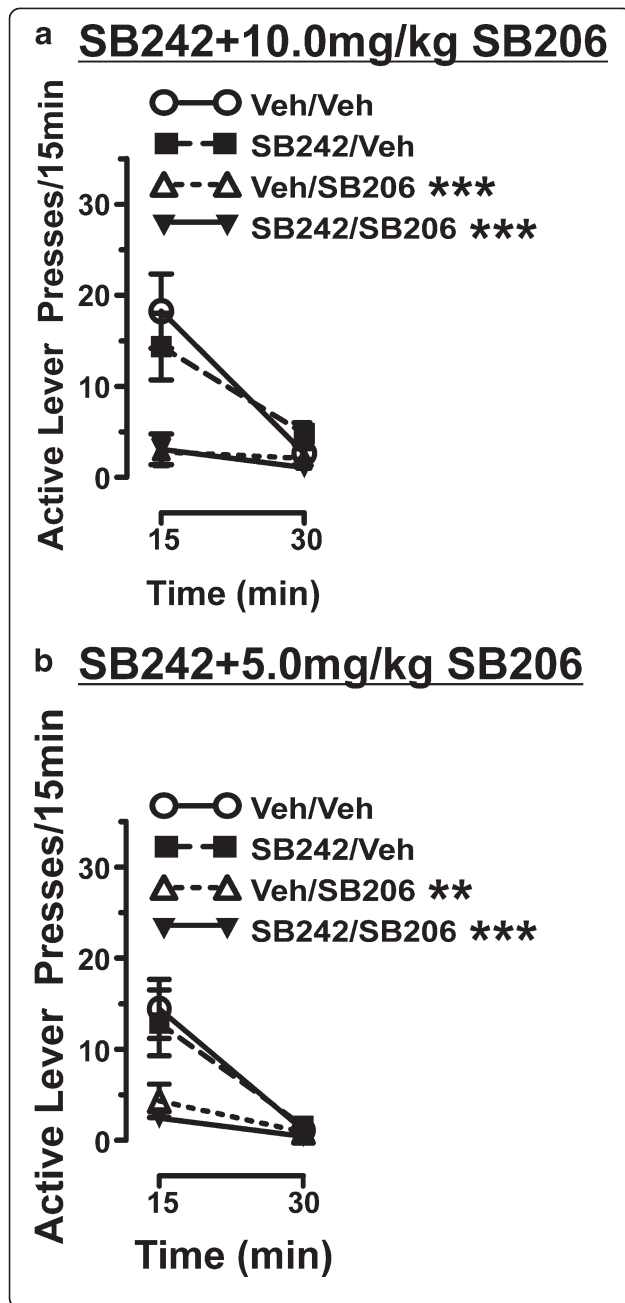 a SB242+10.0mg/kg SB206
Active Lever Presses/15min
Veh/Veh
SB242/Veh
Veh/SB206 ***
SB242/SB206 ***
30
20
10
0
15 30
Time (min)
b SB242+5.0mg/kg SB206
Active Lever Presses/15min
Veh/Veh
SB242/Veh
Veh/SB206 **
SB242/SB206 ***
30
20
10
0
15 30
Time (min)